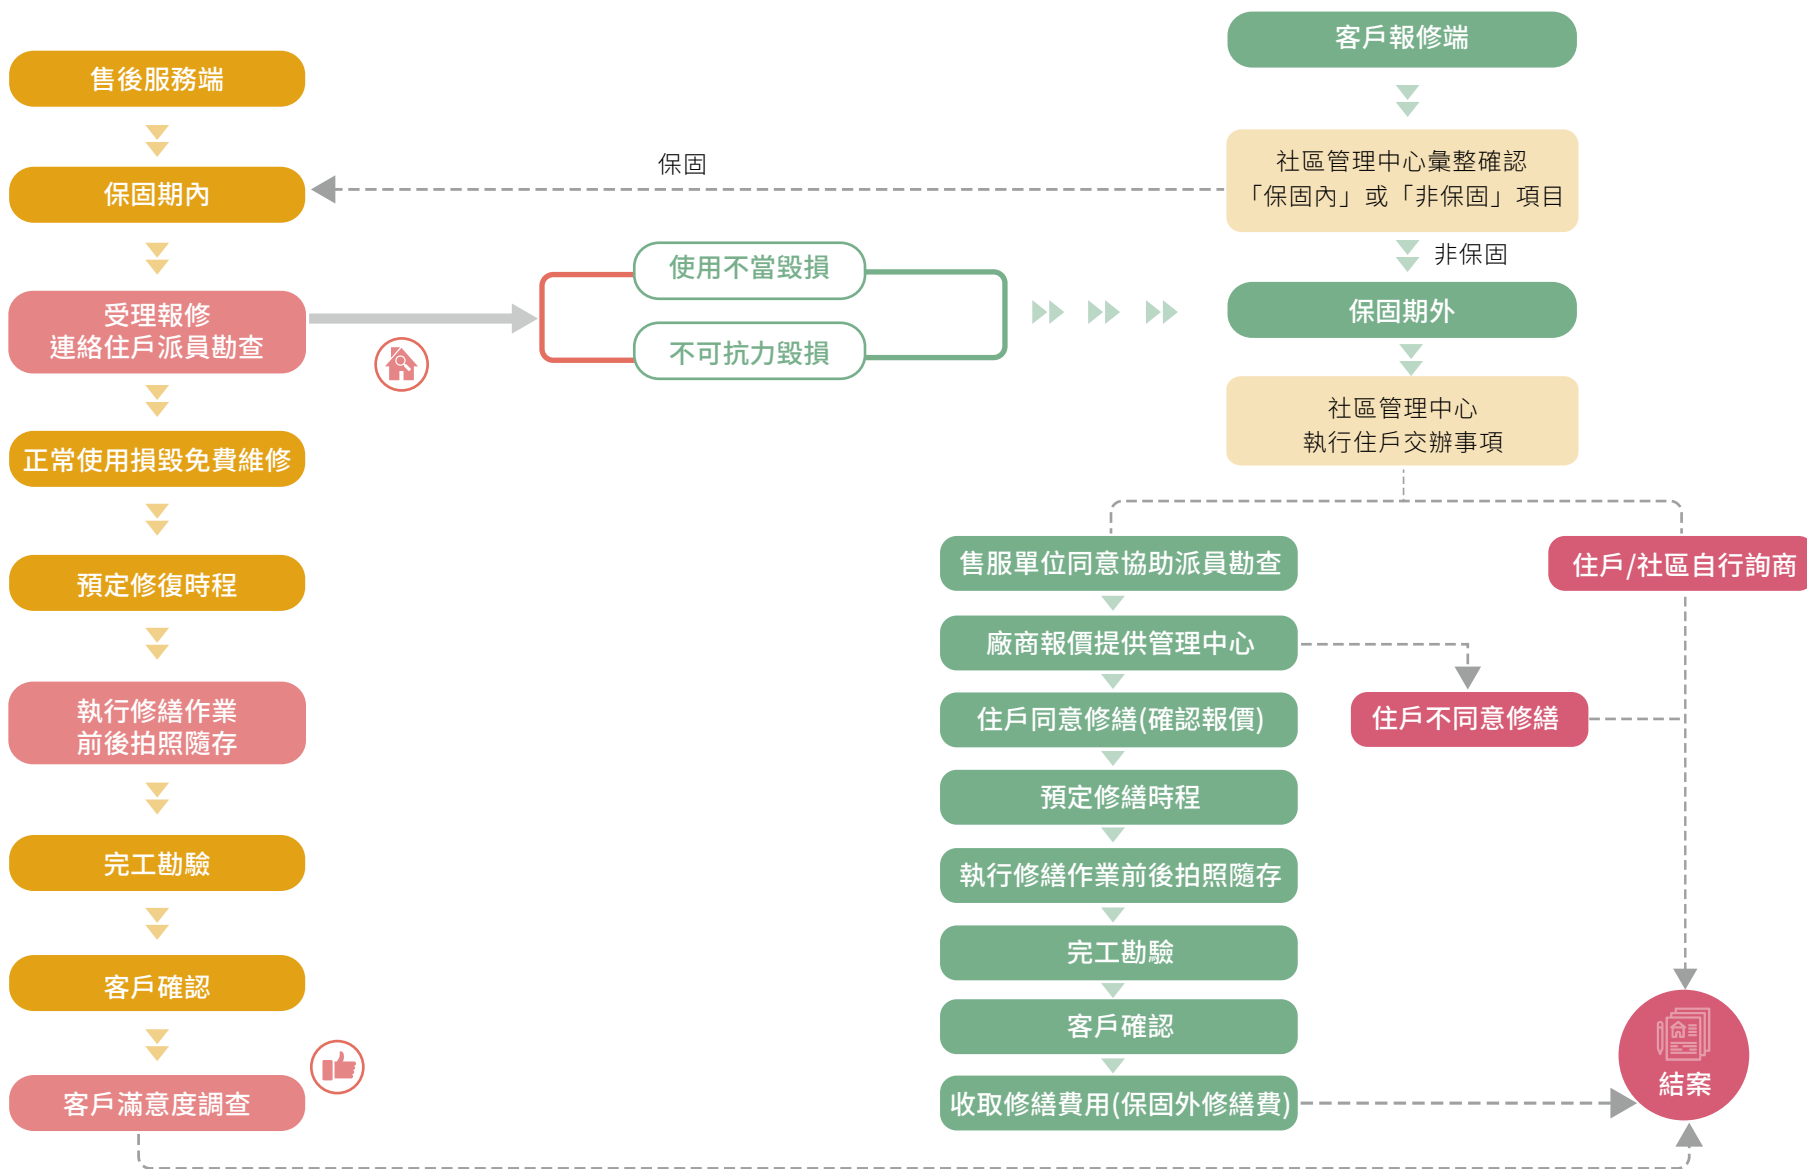 售後服務端
保固期內
受理報修
連絡住戶派員勘查
正常使用損毀免費維修
預定修復時程
執行修繕作業
前後拍照隨存
完工勘驗
客戶確認
客戶滿意度調查
保固
使用不當毀損
不可抗力毀損
客戶報修端
社區管理中心彙整確認
「保固內」或「非保固」項目
非保固
保固期外
社區管理中心
執行住戶交辦事項
售服單位同意協助派員勘查
廠商報價提供管理中心
住戶同意修繕(確認報價)
預定修繕時程
執行修繕作業前後拍照隨存
完工勘驗
客戶確認
收取修繕費用(保固外修繕費)
住戶/社區自行詢商
住戶不同意修繕
結案